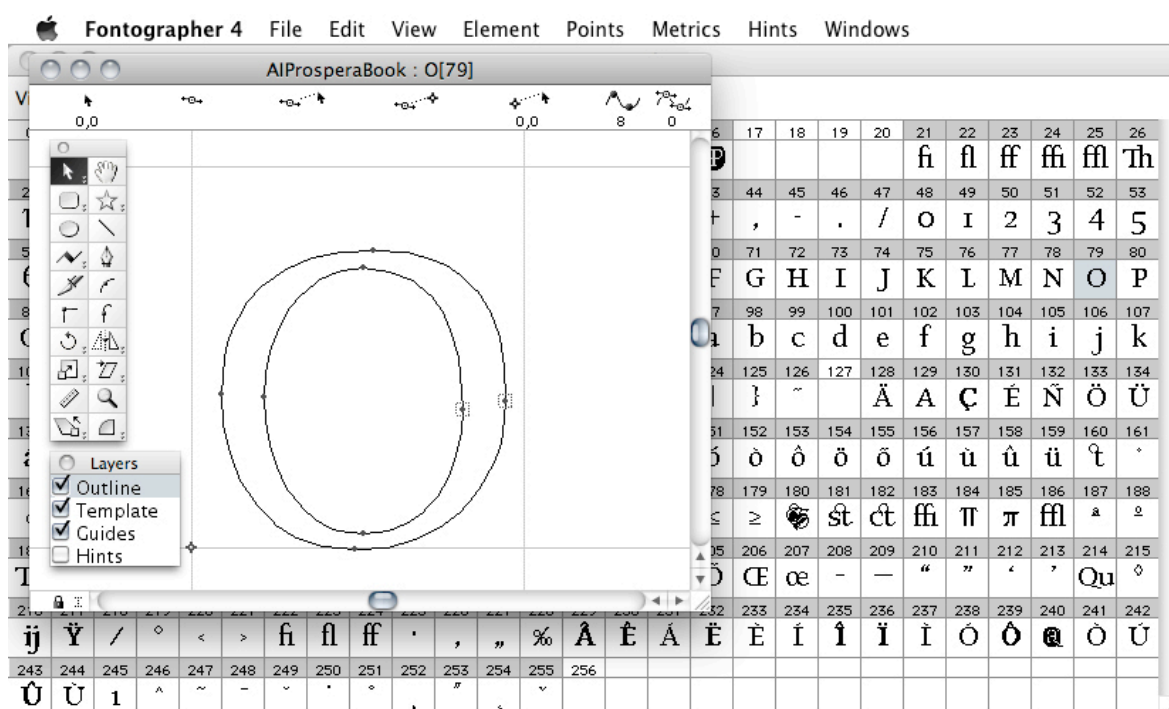 Fontographer 4 File Edit View Element Points Metrics Hints Windows
AIProsperaBook : O[79]
0,0 0,0 8 0
17 18 19 20 21 22 23 24 25 26
fi fl ff ffi ffl Th
44 45 46 47 48 49 50 51 52 53
, - . / 0 1 2 3 4 5
71 72 73 74 75 76 77 78 79 80
F G H I J K L M N O P
98 99 100 101 102 103 104 105 106 107
b c d e f g h i j k
125 126 127 128 129 130 131 132 133 134
} ~ Ä A Ç É Ñ Ö Ü
152 153 154 155 156 157 158 159 160 161
ò ô ö õ ú ù û ü °
179 180 181 182 183 184 185 186 187 188
≤ ≥ st ct ffi Π π ffl ª º
206 207 208 209 210 211 212 213 214 215
Œ œ – — “ ” ‘ ’ Qu ◊
Layers
Outline
Template
Guides
Hints
232 233 234 235 236 237 238 239 240 241 242
ij Ÿ / ° < > fi fl ff · , „ ‰ Â Ê Á Ë È Í Î Ï Ì Ó Ô @ Ò Ú
243 244 245 246 247 248 249 250 251 252 253 254 255 256
Û Ù ı ^ ~ - ˘ ˙ ° ¸ ˝ ˛ ˇ